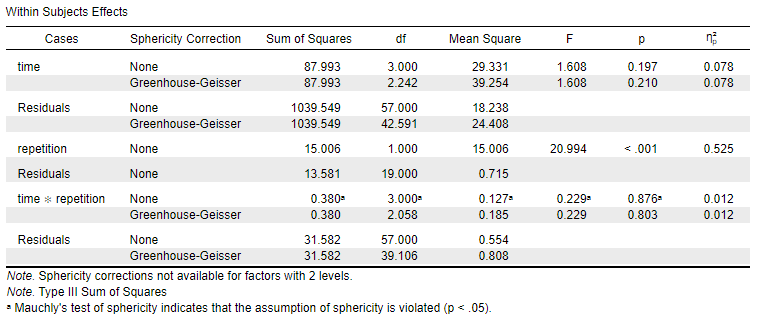 Within Subjects Effects
Cases Sphericity Correction Sum of Squares df Mean Square F p η²p
time None 87.993 3.000 29.331 1.608 0.197 0.078
Greenhouse-Geisser 87.993 2.242 39.254 1.608 0.210 0.078
Residuals None 1039.549 57.000 18.238
Greenhouse-Geisser 1039.549 42.591 24.408
repetition None 15.006 1.000 15.006 20.994 < .001 0.525
Residuals None 13.581 19.000 0.715
time ✻ repetition None 0.380ᵃ 3.000ᵃ 0.127ᵃ 0.229ᵃ 0.876ᵃ 0.012
Greenhouse-Geisser 0.380 2.058 0.185 0.229 0.803 0.012
Residuals None 31.582 57.000 0.554
Greenhouse-Geisser 31.582 39.106 0.808
Note. Sphericity corrections not available for factors with 2 levels.
Note. Type III Sum of Squares
ᵃ Mauchly's test of sphericity indicates that the assumption of sphericity is violated (p < .05).